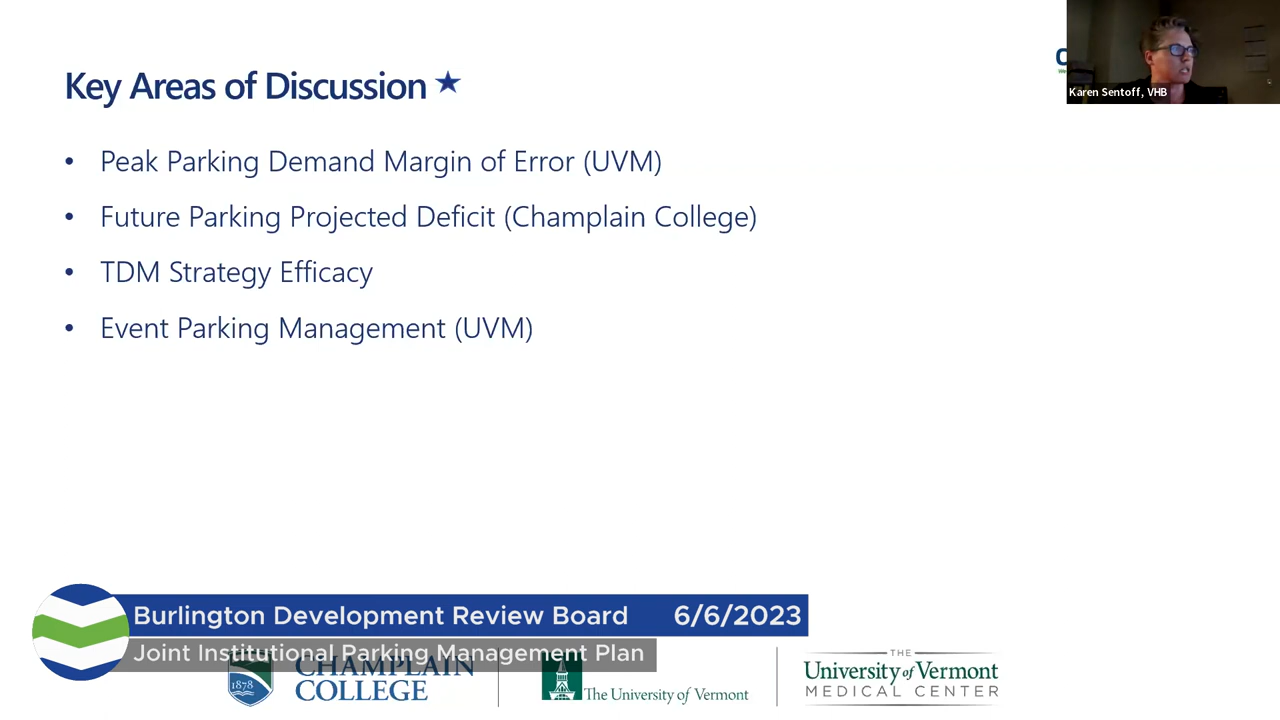 Key Areas of Discussion
• Peak Parking Demand Margin of Error (UVM)
• Future Parking Projected Deficit (Champlain College)
• TDM Strategy Efficacy
• Event Parking Management (UVM)
Karen Sentoff, VHB
Burlington Development Review Board 6/6/2023
Joint Institutional Parking Management Plan
1878
CHAMPLAIN
COLLEGE
The University of Vermont
THE
University of Vermont
MEDICAL CENTER